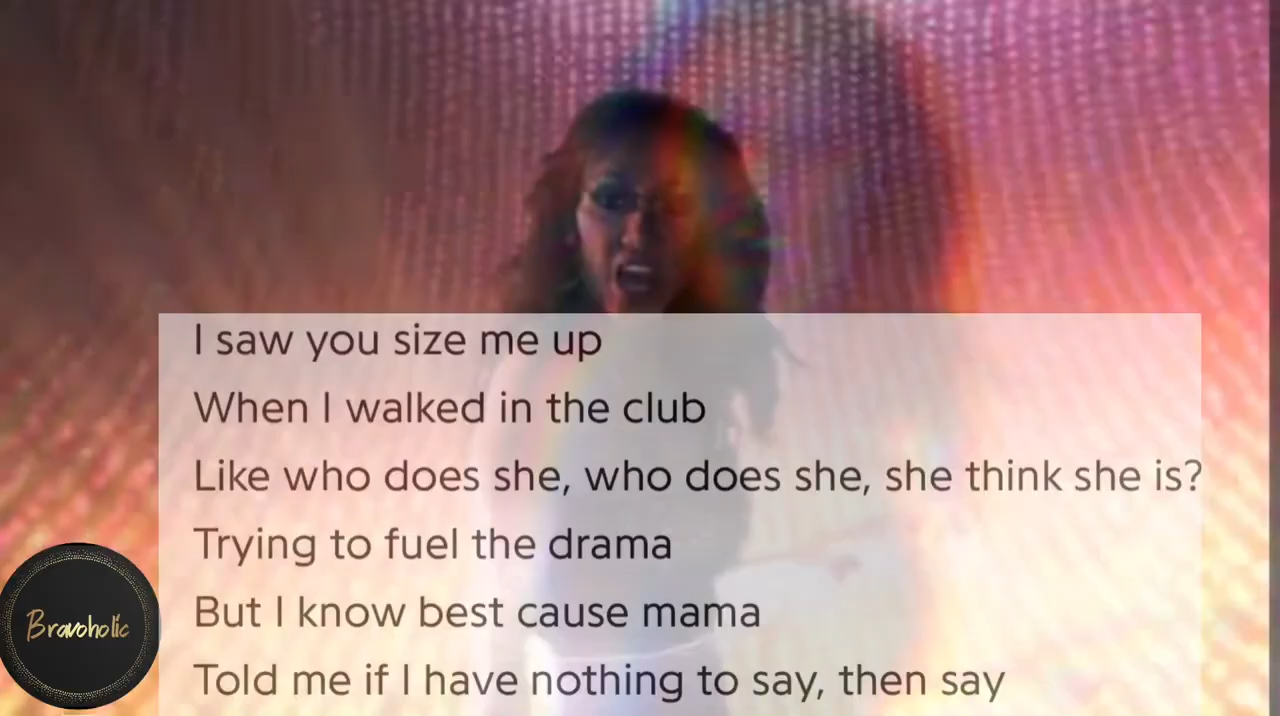 I saw you size me up
When I walked in the club
Like who does she, who does she, she think she is?
Trying to fuel the drama
But I know best cause mama
Told me if I have nothing to say, then say
Bravoholic